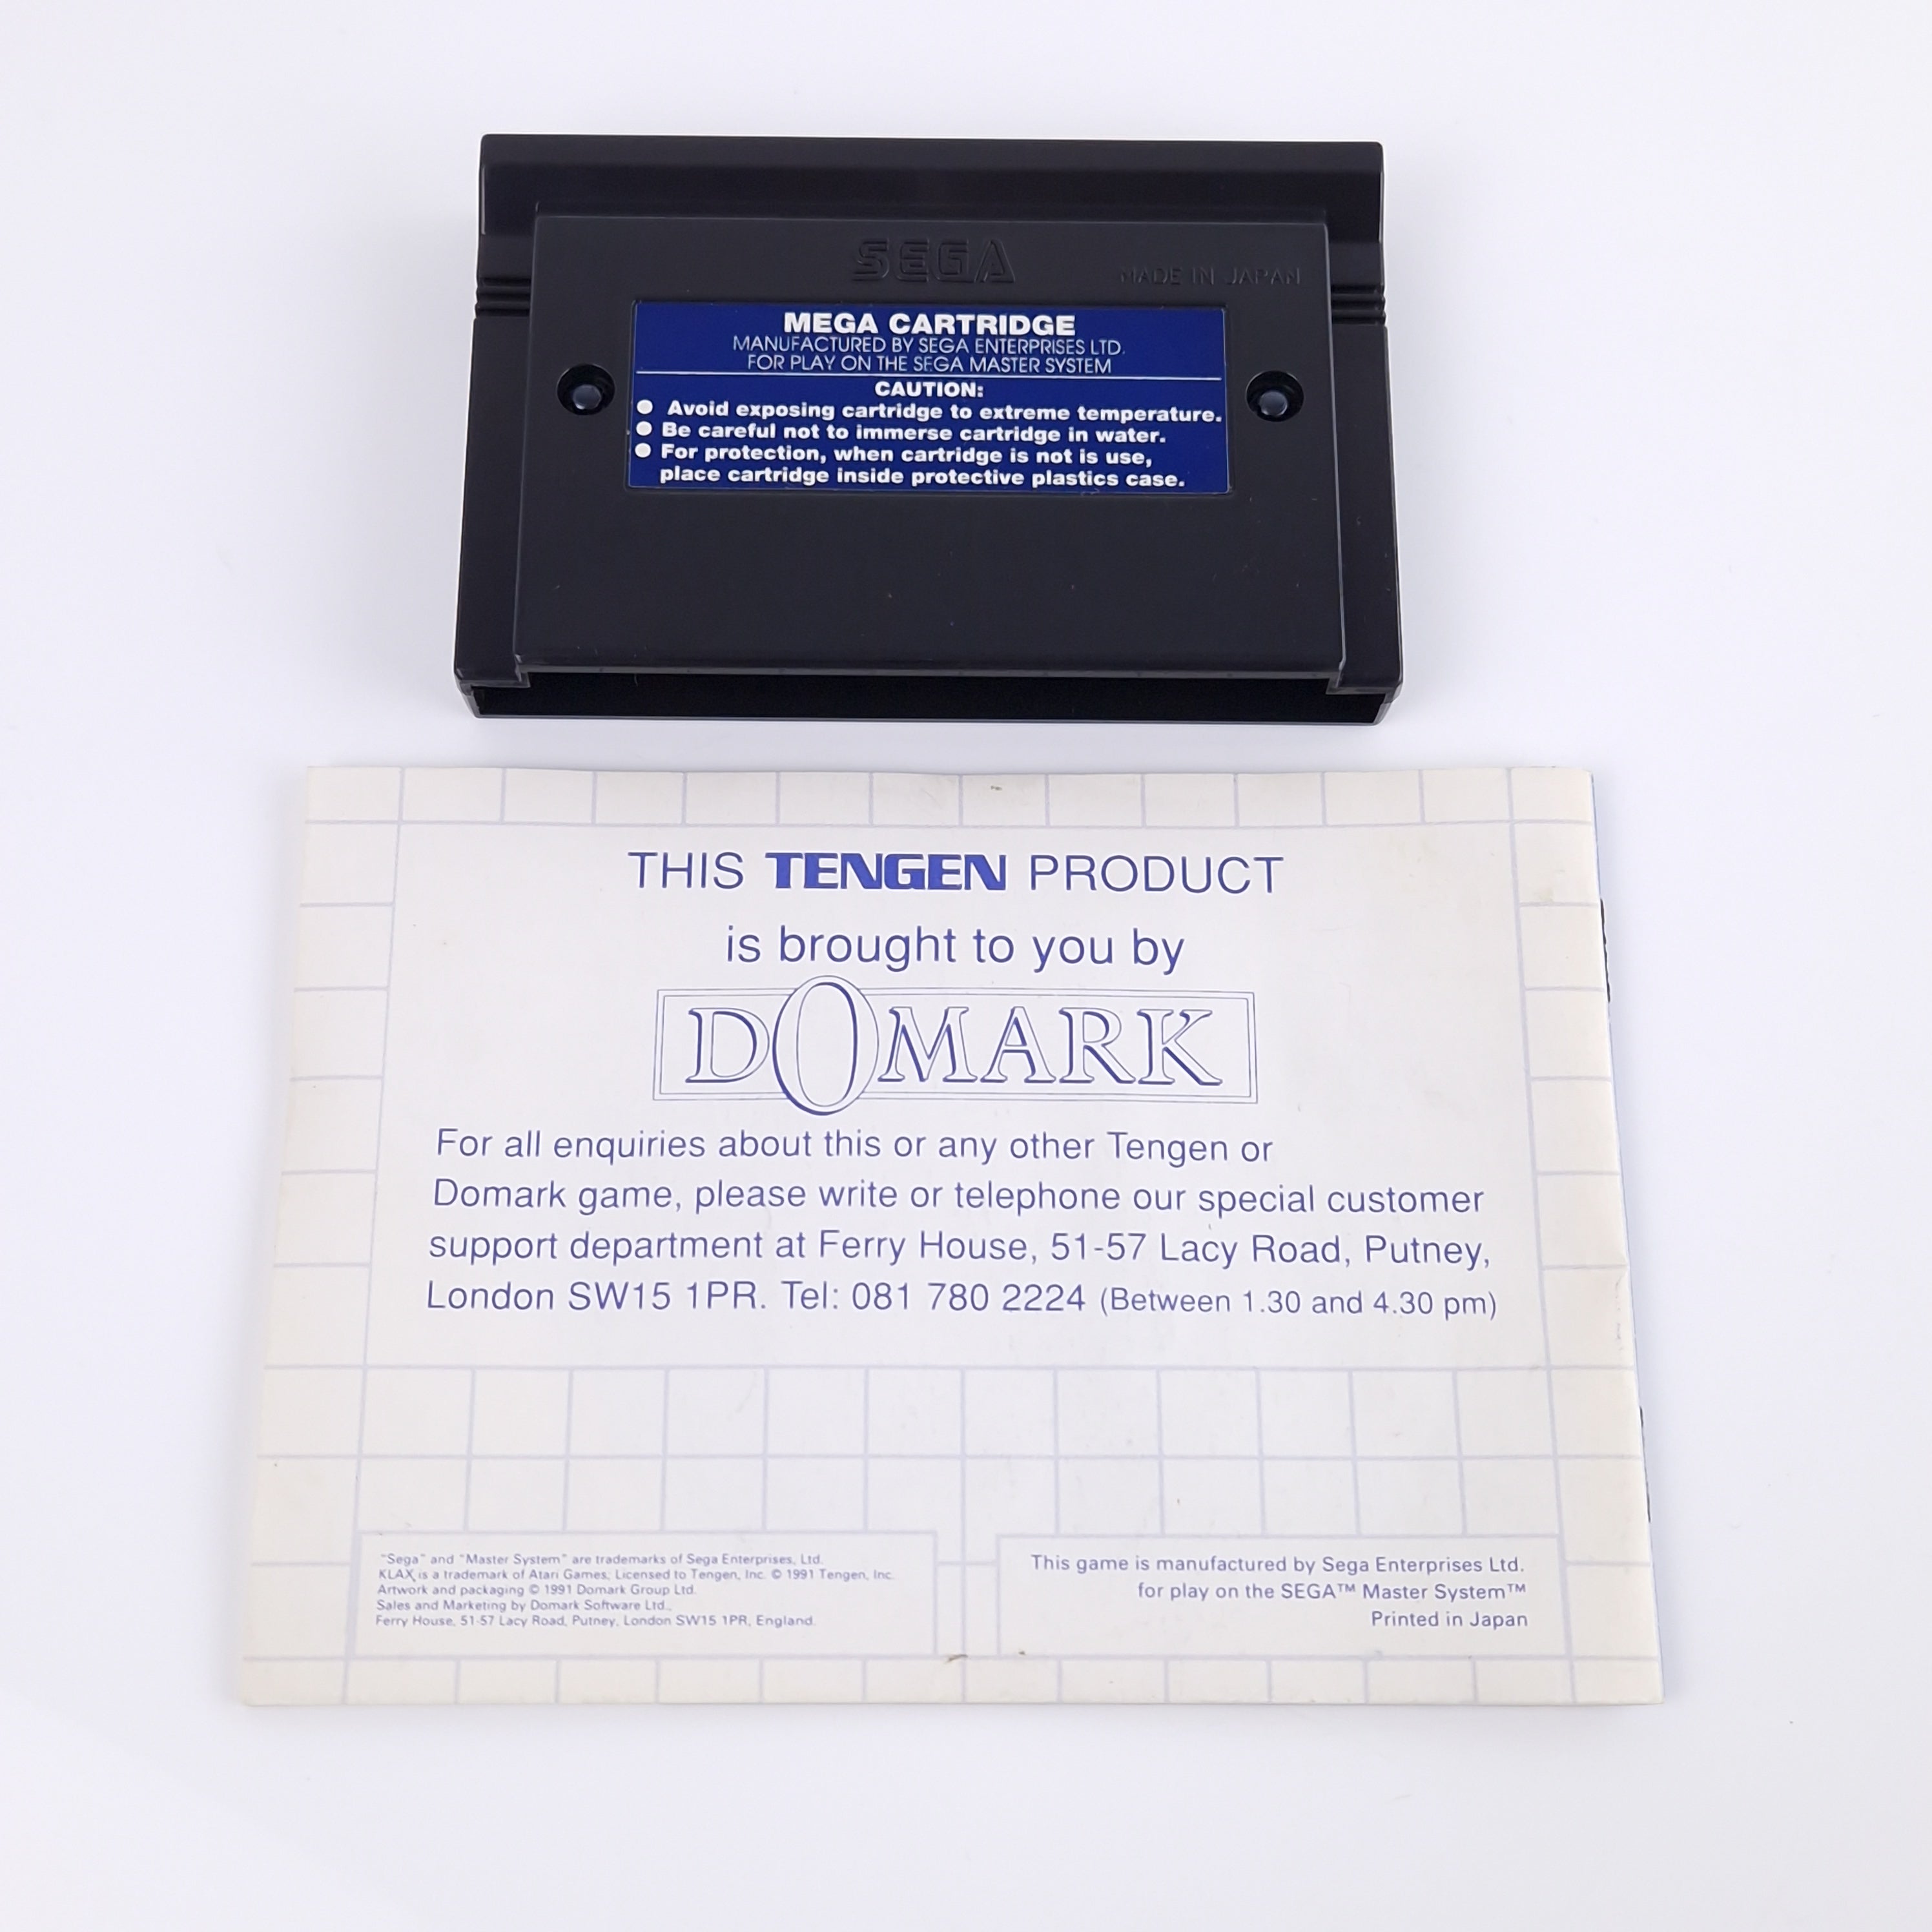 SEGA
MADE IN JAPAN
MEGA CARTRIDGE
MANUFACTURED BY SEGA ENTERPRISES LTD.
FOR PLAY ON THE SEGA MASTER SYSTEM
CAUTION:
● Avoid exposing cartridge to extreme temperature.
● Be careful not to immerse cartridge in water.
● For protection, when cartridge is not is use,
place cartridge inside protective plastics case.
THIS TENGEN PRODUCT
is brought to you by
DOMARK
For all enquiries about this or any other Tengen or
Domark game, please write or telephone our special customer
support department at Ferry House, 51-57 Lacy Road, Putney,
London SW15 1PR. Tel: 081 780 2224 (Between 1.30 and 4.30 pm)
"Sega" and "Master System" are trademarks of Sega Enterprises, Ltd.
KLAX is a trademark of Atari Games, Licensed to Tengen, Inc. © 1991 Tengen, Inc.
Artwork and packaging © 1991 Domark Group Ltd.
Sales and Marketing by Domark Software Ltd.,
Ferry House, 51-57 Lacy Road, Putney, London SW15 1PR, England.
This game is manufactured by Sega Enterprises Ltd.
for play on the SEGA™ Master System™
Printed in Japan